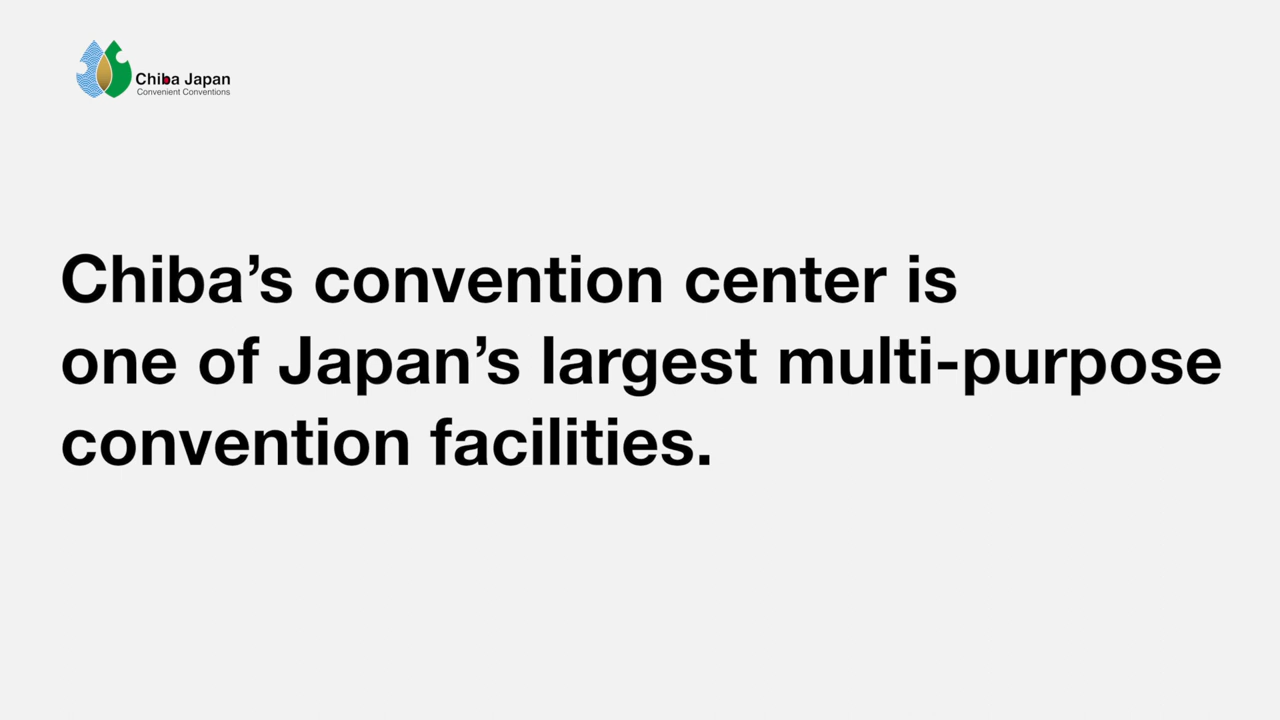 Chiba Japan
Convenient Conventions
Chiba’s convention center is
one of Japan’s largest multi-purpose
convention facilities.